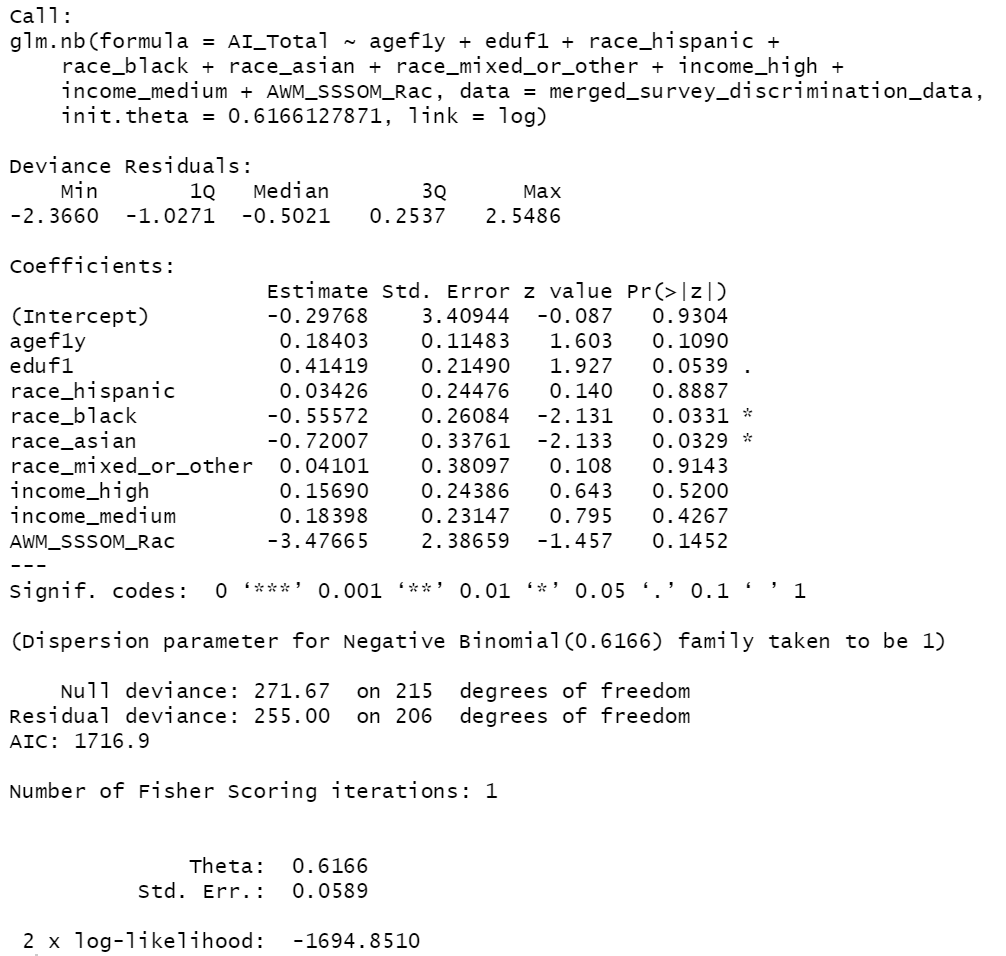 Call:
glm.nb(formula = AI_Total ~ agef1y + eduf1 + race_hispanic +
    race_black + race_asian + race_mixed_or_other + income_high +
    income_medium + AWM_SSSOM_Rac, data = merged_survey_discrimination_data,
    init.theta = 0.6166127871, link = log)

Deviance Residuals:
    Min       1Q   Median       3Q      Max
-2.3660  -1.0271  -0.5021   0.2537   2.5486

Coefficients:
                    Estimate Std. Error z value Pr(>|z|)
(Intercept)         -0.29768    3.40944  -0.087   0.9304
agef1y               0.18403    0.11483   1.603   0.1090
eduf1                0.41419    0.21490   1.927   0.0539 .
race_hispanic        0.03426    0.24476   0.140   0.8887
race_black          -0.55572    0.26084  -2.131   0.0331 *
race_asian          -0.72007    0.33761  -2.133   0.0329 *
race_mixed_or_other  0.04101    0.38097   0.108   0.9143
income_high          0.15690    0.24386   0.643   0.5200
income_medium        0.18398    0.23147   0.795   0.4267
AWM_SSSOM_Rac       -3.47665    2.38659  -1.457   0.1452
---
Signif. codes:  0 ‘***’ 0.001 ‘**’ 0.01 ‘*’ 0.05 ‘.’ 0.1 ‘ ’ 1

(Dispersion parameter for Negative Binomial(0.6166) family taken to be 1)

    Null deviance: 271.67  on 215  degrees of freedom
Residual deviance: 255.00  on 206  degrees of freedom
AIC: 1716.9

Number of Fisher Scoring iterations: 1


              Theta:  0.6166
          Std. Err.:  0.0589

 2 x log-likelihood:  -1694.8510